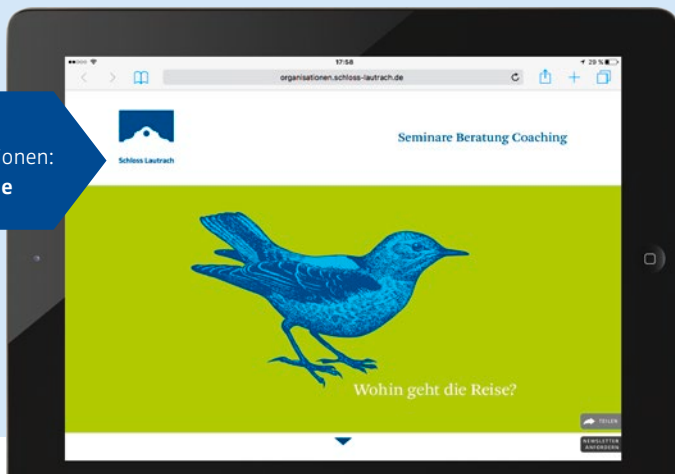 17:58
29 %
organisationen.schloss-lautrach.de
onen:
e
Schloss Lautrach
Seminare Beratung Coaching
Wohin geht die Reise?
TEILEN
NEWSLETTER
ANFORDERN